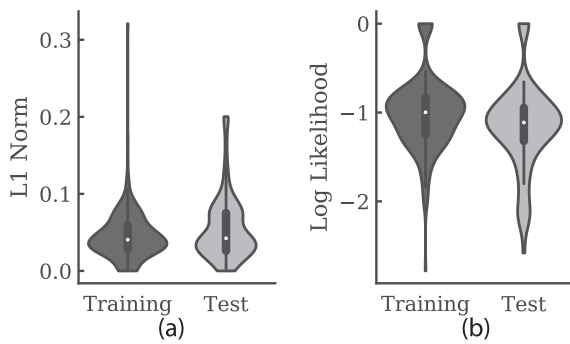 L1 Norm
0.3
0.2
0.1
0.0
Training Test
(a)
Log Likelihood
0
−1
−2
Training Test
(b)